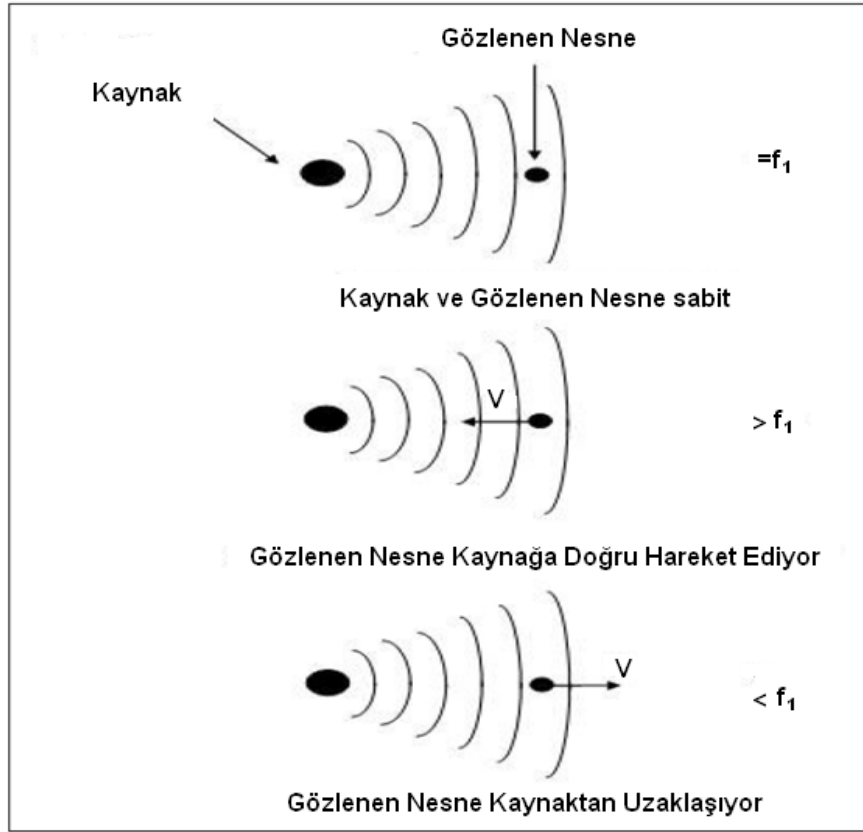 Gözlenen Nesne
Kaynak
=f₁
Kaynak ve Gözlenen Nesne sabit
V
> f₁
Gözlenen Nesne Kaynağa Doğru Hareket Ediyor
V
< f₁
Gözlenen Nesne Kaynaktan Uzaklaşıyor